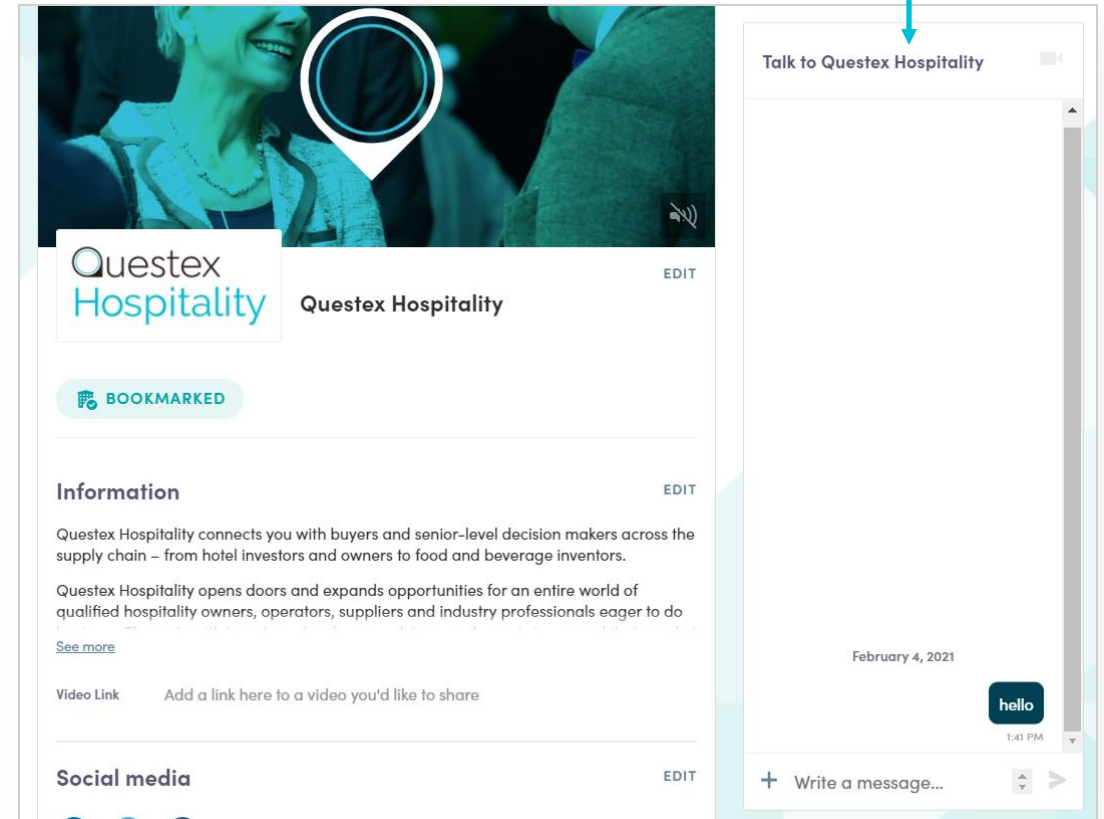 Questex
Hospitality
Questex Hospitality
EDIT
BOOKMARKED
Information
EDIT
Questex Hospitality connects you with buyers and senior-level decision makers across the
supply chain – from hotel investors and owners to food and beverage inventors.
Questex Hospitality opens doors and expands opportunities for an entire world of
qualified hospitality owners, operators, suppliers and industry professionals eager to do
See more
Video Link
Add a link here to a video you'd like to share
Social media
EDIT
Talk to Questex Hospitality
February 4, 2021
hello
1:41 PM
Write a message...